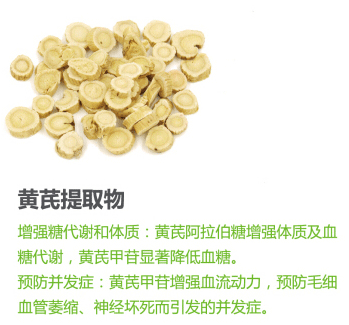 黄芪提取物
增强糖代谢和体质：黄芪阿拉伯糖增强体质及血
糖代谢，黄芪甲苷显著降低血糖。
预防并发症：黄芪甲苷增强血流动力，预防毛细
血管萎缩、神经坏死而引发的并发症。